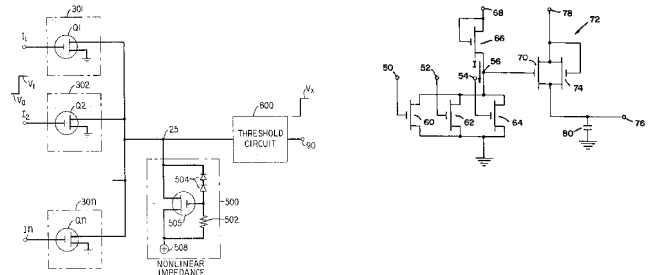 301
Q1
I1
V1
V0
302
Q2
I2
30n
Qn
In
25
504
505
502
500
508
NONLINEAR
IMPEDANCE
800
THRESHOLD
CIRCUIT
Vx
90
68
66
78
72
50
52
54
I
56
70
74
60
62
64
76
80